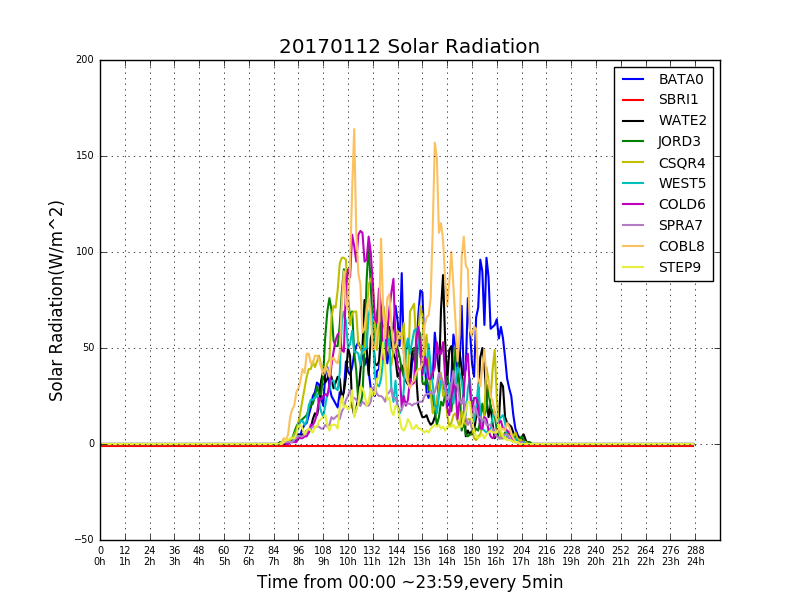 20170112 Solar Radiation
200
150
100
50
0
−50
Solar Radiation(W/m^2)
BATA0
SBRI1
WATE2
JORD3
CSQR4
WEST5
COLD6
SPRA7
COBL8
STEP9
0 12 24 36 48 60 72 84 96 108 120 132 144 156 168 180 192 204 216 228 240 252 264 276 288
0h 1h 2h 3h 4h 5h 6h 7h 8h 9h 10h 11h 12h 13h 14h 15h 16h 17h 18h 19h 20h 21h 22h 23h 24h
Time from 00:00 ~23:59,every 5min